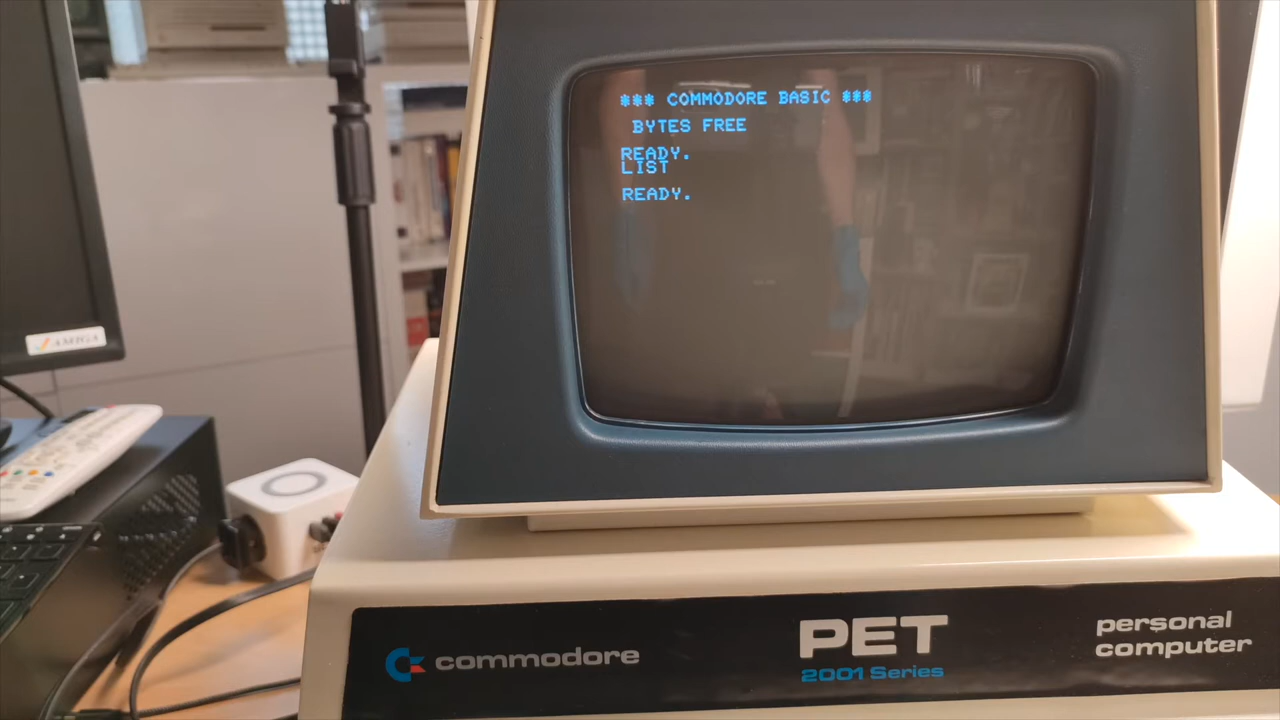 *** COMMODORE BASIC ***
BYTES FREE
READY.
LIST
READY.
AMIGA
commodore
PET
2001 Series
personal
computer